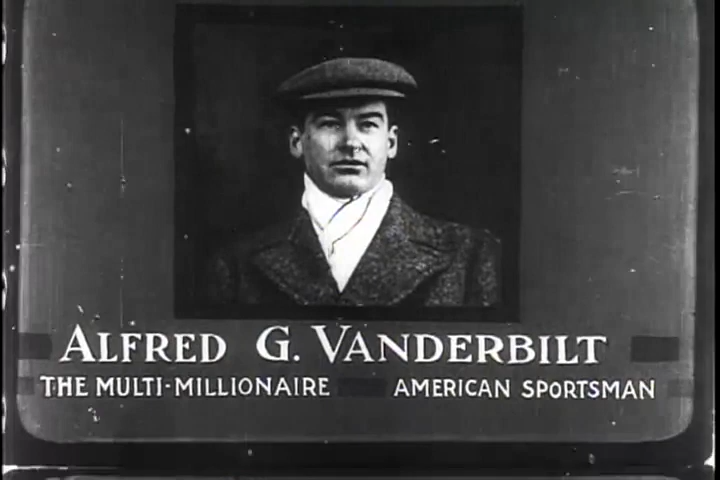 ALFRED G. VANDERBILT
THE MULTI-MILLIONAIRE AMERICAN SPORTSMAN